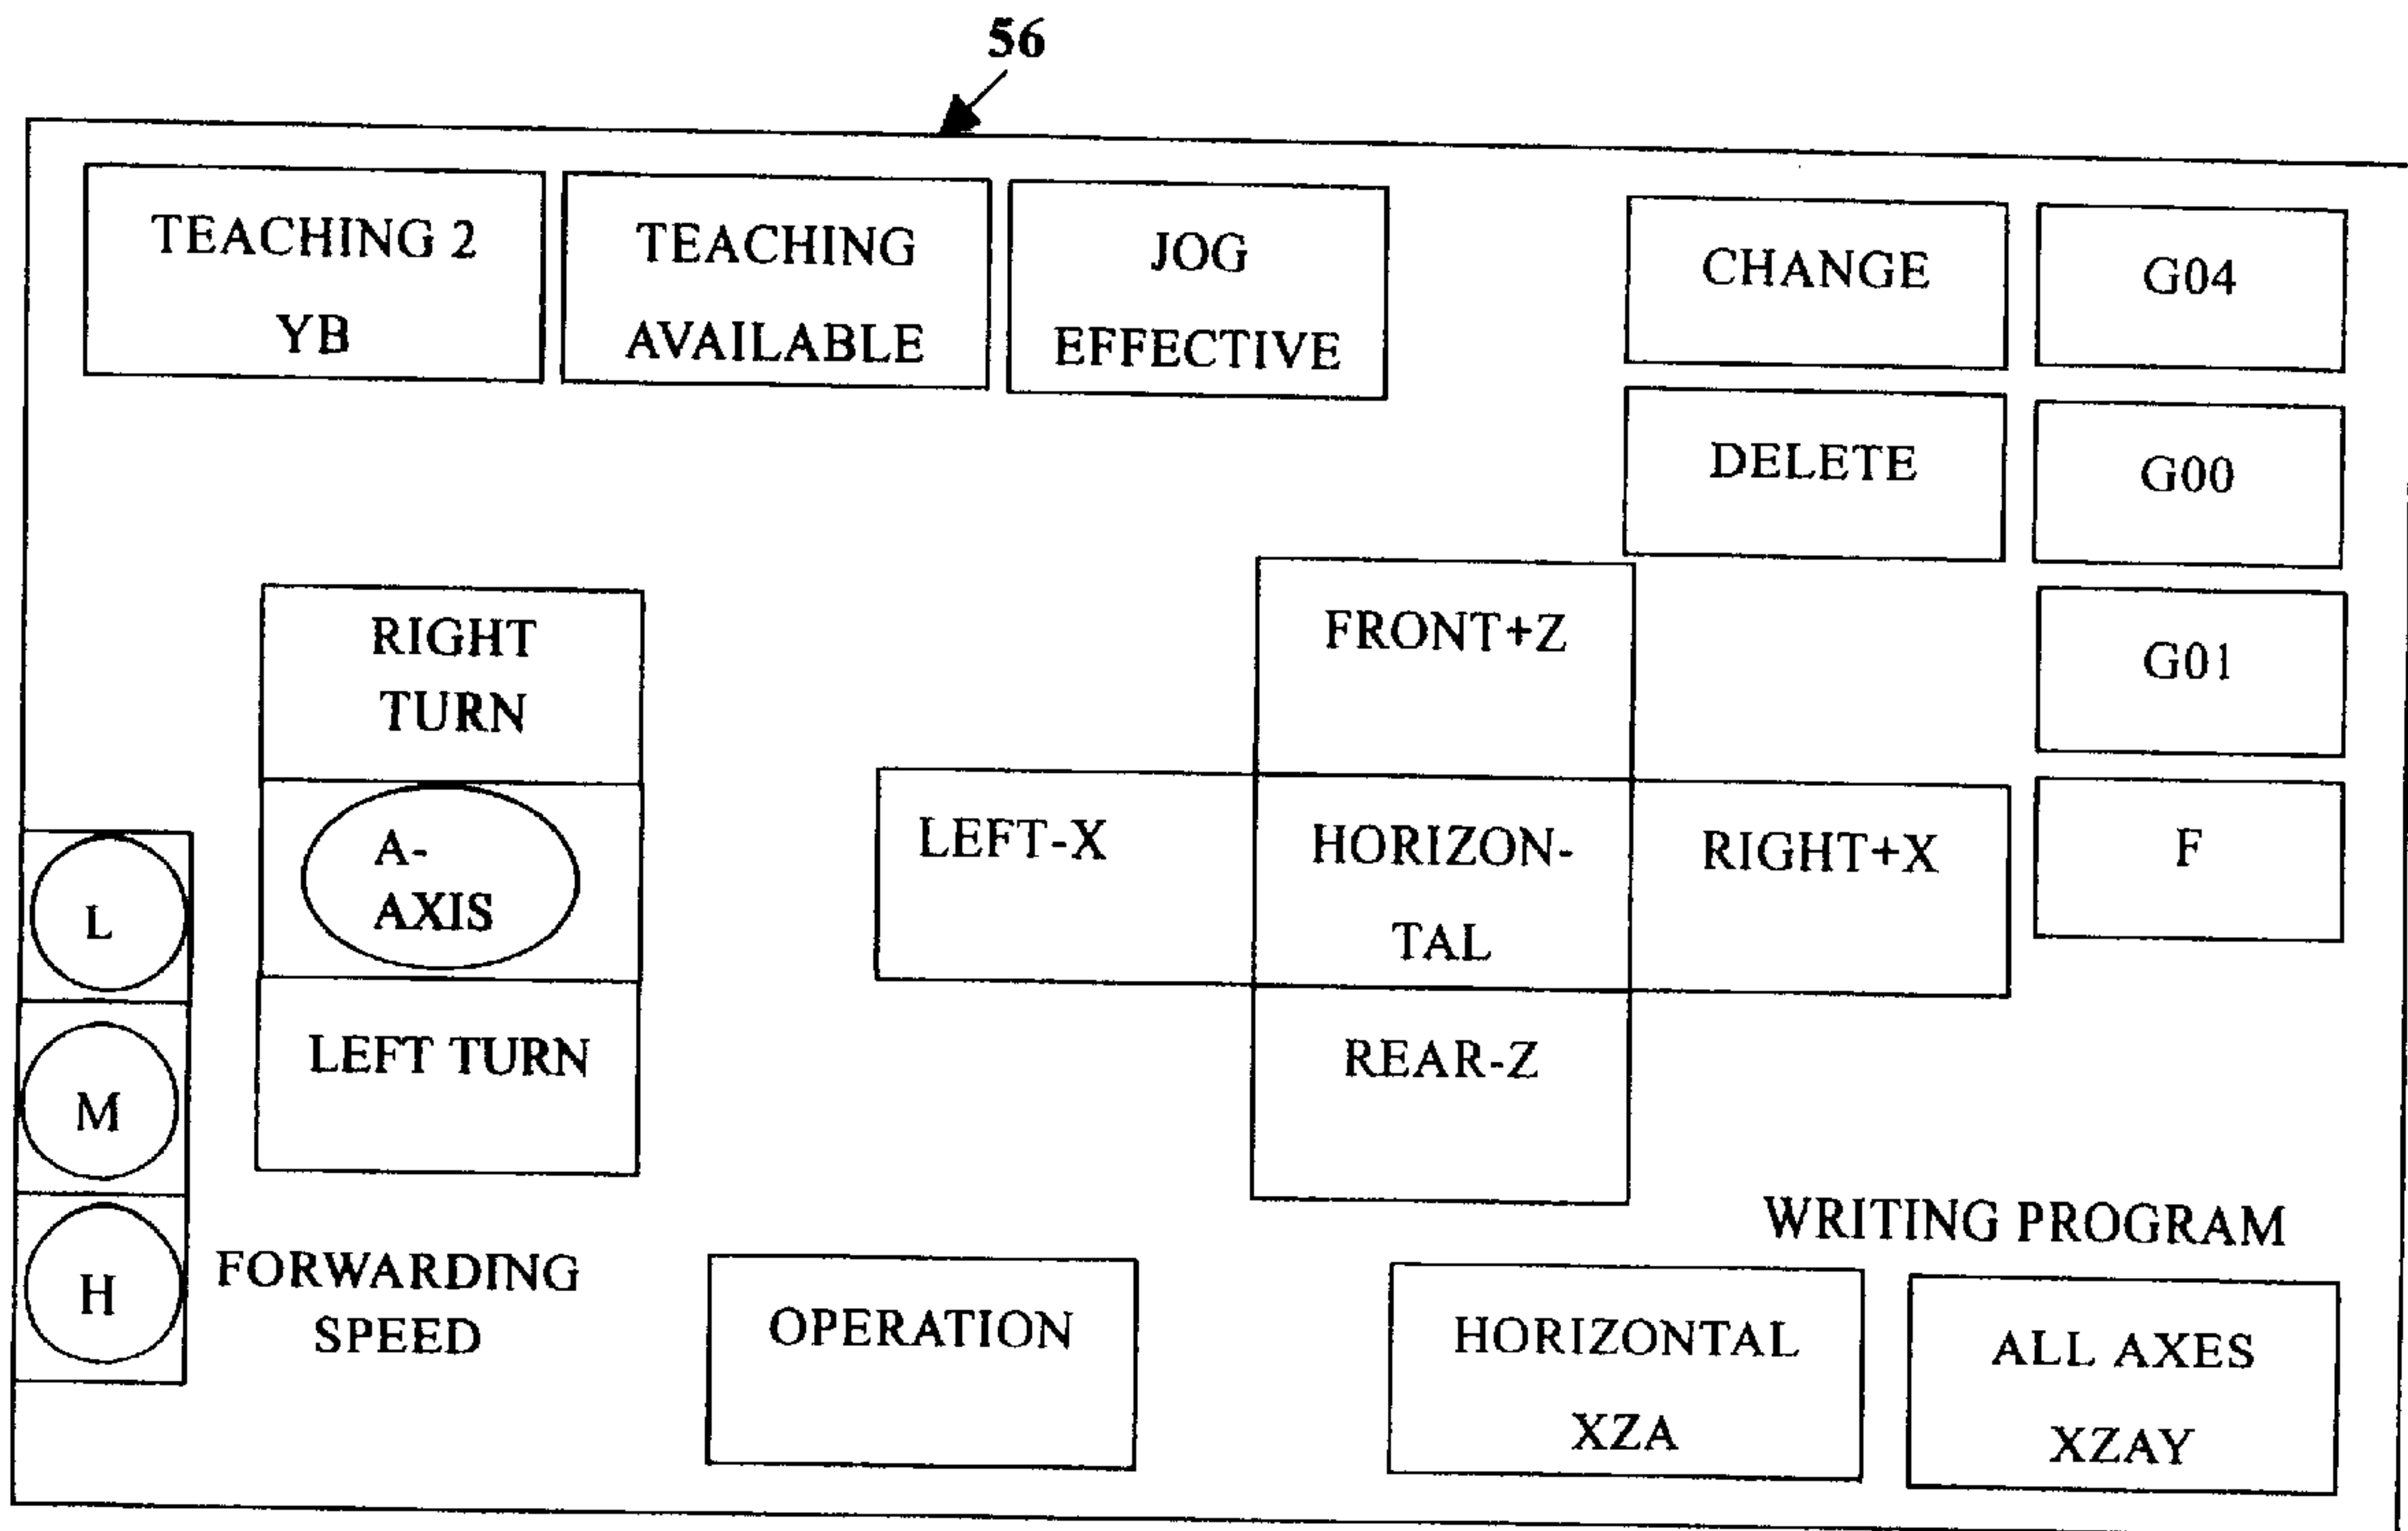 56
TEACHING 2
YB
TEACHING
AVAILABLE
JOG
EFFECTIVE
CHANGE
G04
DELETE
G00
RIGHT
TURN
FRONT+Z
G01
A-
AXIS
LEFT-X
HORIZON-
TAL
RIGHT+X
F
L
LEFT TURN
REAR-Z
M
H
FORWARDING
SPEED
OPERATION
WRITING PROGRAM
HORIZONTAL
XZA
ALL AXES
XZAY